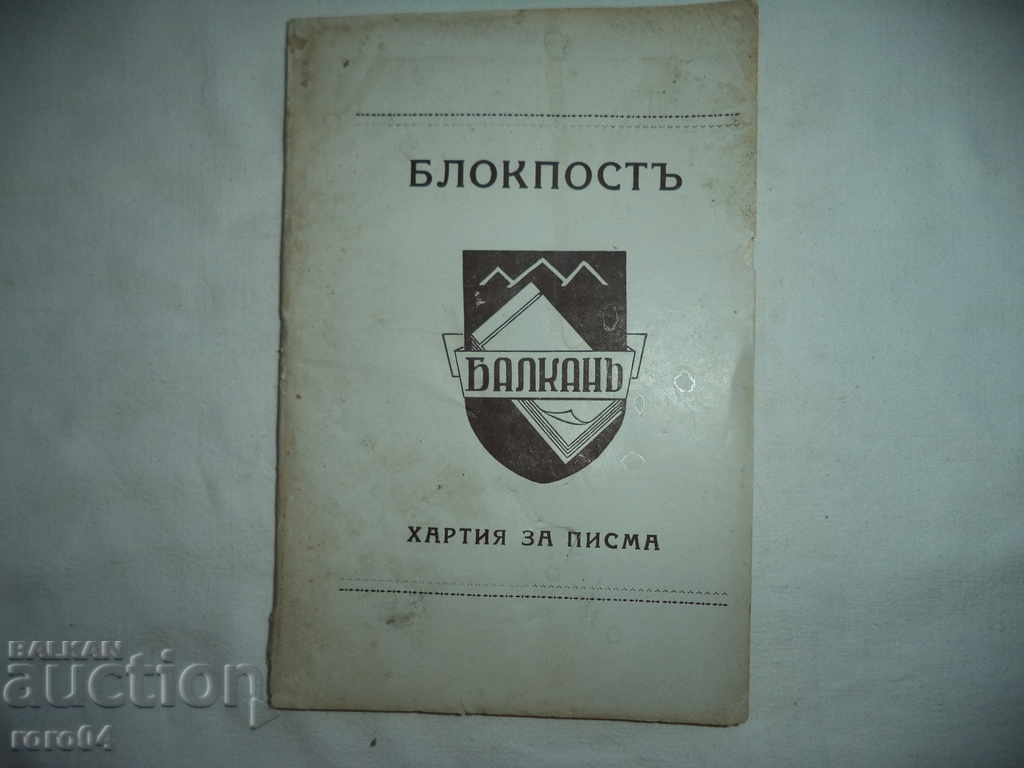 БЛОКПОСТЪ
БАЛКАНЪ
ХАРТИЯ ЗА ПИСМА
BALKAN
auction
roro04